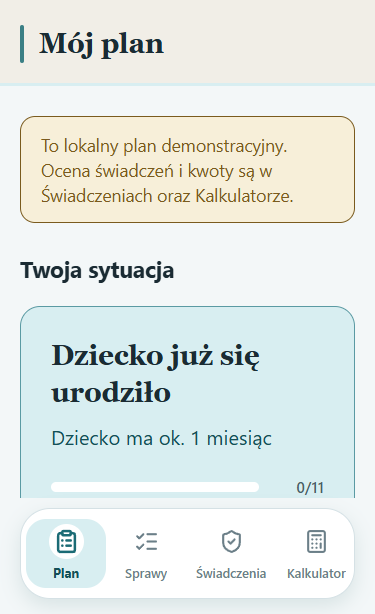 Mój plan
To lokalny plan demonstracyjny.
Ocena świadczeń i kwoty są w
Świadczeniach oraz Kalkulatorze.
Twoja sytuacja
Dziecko już się
urodziło
Dziecko ma ok. 1 miesiąc
0/11
Plan
Sprawy
Świadczenia
Kalkulator